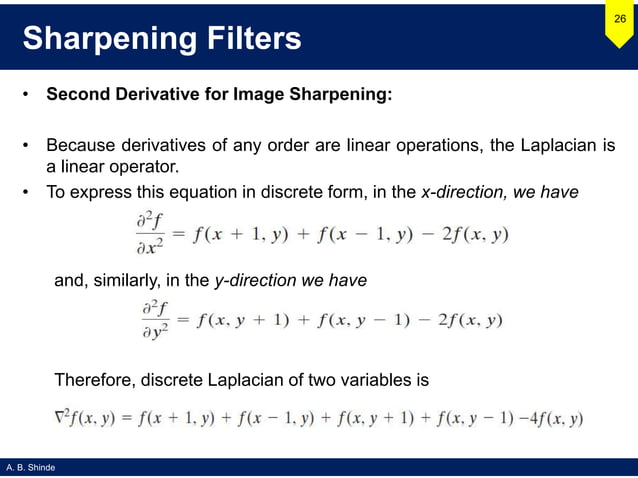 26
Sharpening Filters
• Second Derivative for Image Sharpening:
• Because derivatives of any order are linear operations, the Laplacian is
a linear operator.
• To express this equation in discrete form, in the x-direction, we have
∂²f/∂x² = f(x + 1, y) + f(x − 1, y) − 2f(x, y)
and, similarly, in the y-direction we have
∂²f/∂y² = f(x, y + 1) + f(x, y − 1) − 2f(x, y)
Therefore, discrete Laplacian of two variables is
∇²f(x, y) = f(x + 1, y) + f(x − 1, y) + f(x, y + 1) + f(x, y − 1) −4f(x, y)
A. B. Shinde